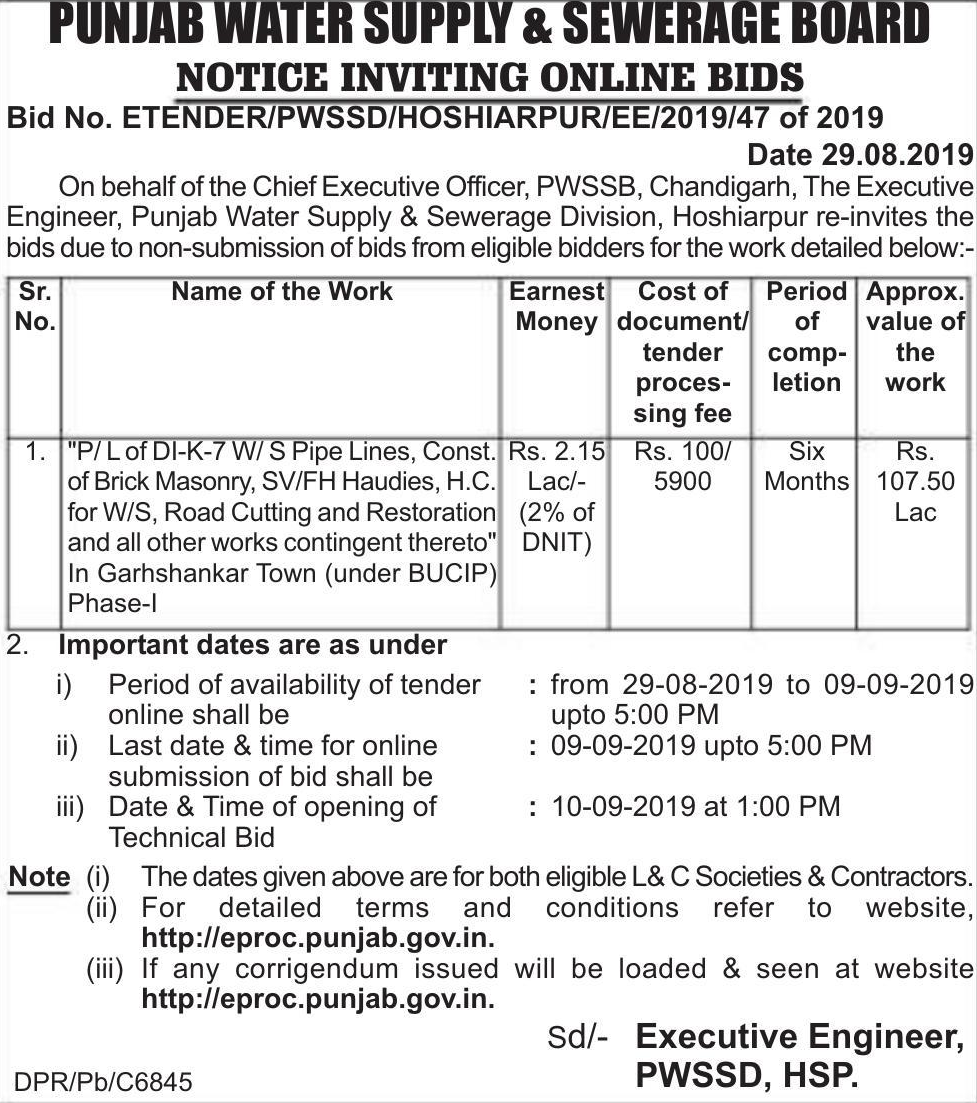 PUNJAB WATER SUPPLY & SEWERAGE BOARD
NOTICE INVITING ONLINE BIDS
Bid No. ETENDER/PWSSD/HOSHIARPUR/EE/2019/47 of 2019
Date 29.08.2019
On behalf of the Chief Executive Officer, PWSSB, Chandigarh, The Executive
Engineer, Punjab Water Supply & Sewerage Division, Hoshiarpur re-invites the
bids due to non-submission of bids from eligible bidders for the work detailed below:-
Sr. No. Name of the Work Earnest Money Cost of document/ tender proces- sing fee Period of comp- letion Approx. value of the work
1. "P/ L of DI-K-7 W/ S Pipe Lines, Const. Rs. 2.15 Rs. 100/ Six Rs.
of Brick Masonry, SV/FH Haudies, H.C. Lac/- 5900 Months 107.50
for W/S, Road Cutting and Restoration (2% of Lac
and all other works contingent thereto" DNIT)
In Garhshankar Town (under BUCIP)
Phase-I
2. Important dates are as under
i) Period of availability of tender : from 29-08-2019 to 09-09-2019
online shall be upto 5:00 PM
ii) Last date & time for online : 09-09-2019 upto 5:00 PM
submission of bid shall be
iii) Date & Time of opening of : 10-09-2019 at 1:00 PM
Technical Bid
Note (i) The dates given above are for both eligible L& C Societies & Contractors.
(ii) For detailed terms and conditions refer to website,
http://eproc.punjab.gov.in.
(iii) If any corrigendum issued will be loaded & seen at website
http://eproc.punjab.gov.in.
Sd/- Executive Engineer,
PWSSD, HSP.
DPR/Pb/C6845